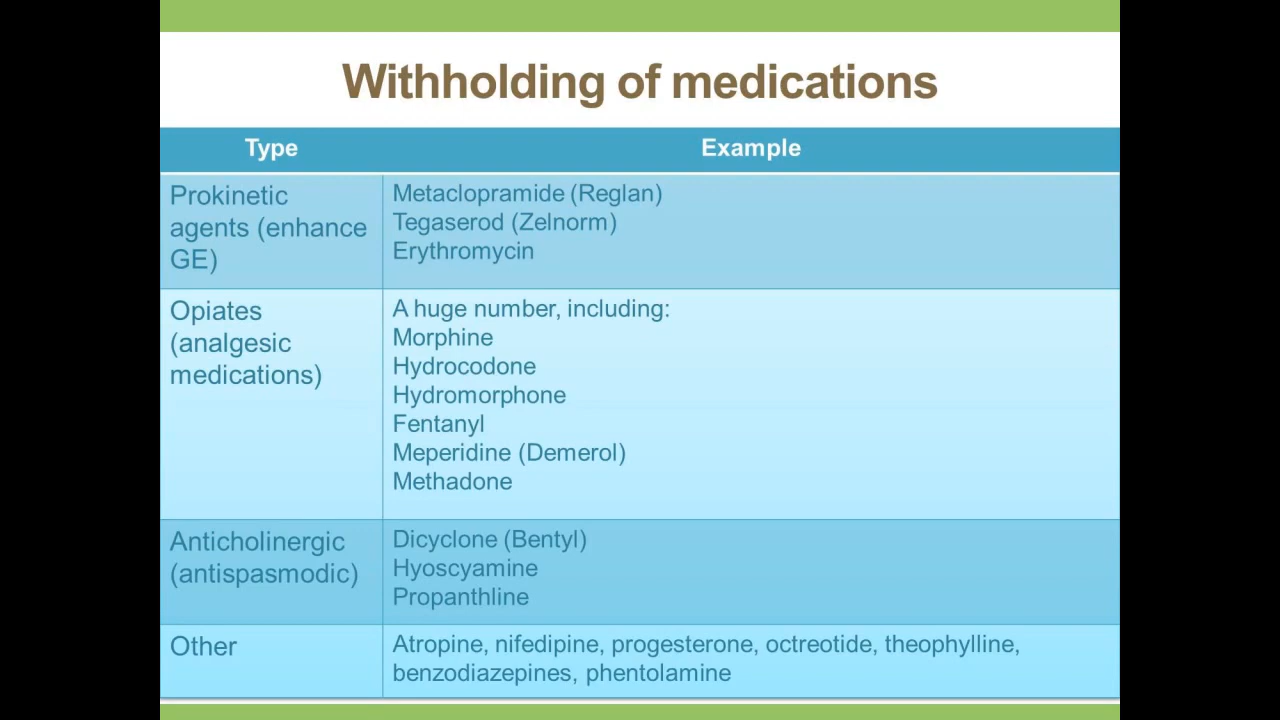 Withholding of medications
Type
Example
Prokinetic
agents (enhance
GE)
Metaclopramide (Reglan)
Tegaserod (Zelnorm)
Erythromycin
Opiates
(analgesic
medications)
A huge number, including:
Morphine
Hydrocodone
Hydromorphone
Fentanyl
Meperidine (Demerol)
Methadone
Anticholinergic
(antispasmodic)
Dicyclone (Bentyl)
Hyoscyamine
Propanthline
Other
Atropine, nifedipine, progesterone, octreotide, theophylline,
benzodiazepines, phentolamine